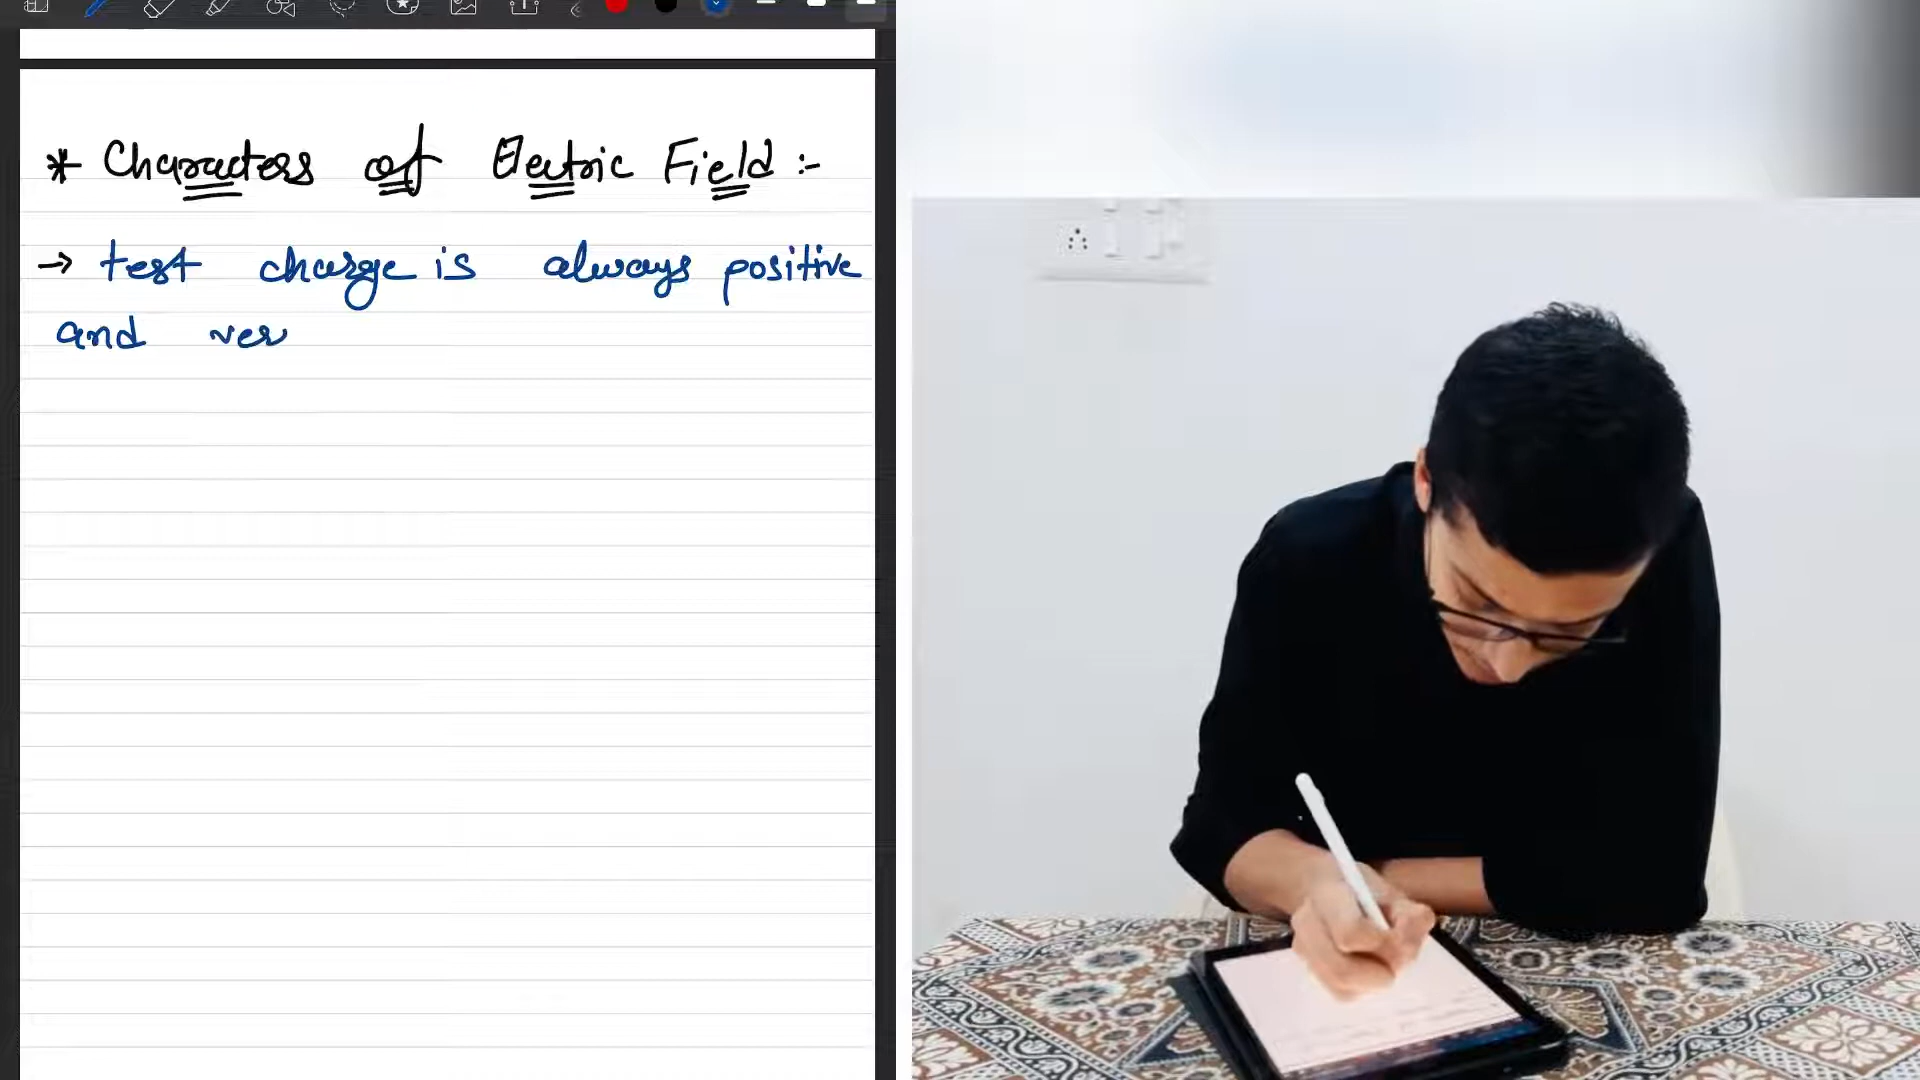 * Characters of Electric Field :-
→ test charge is always positive
and ver